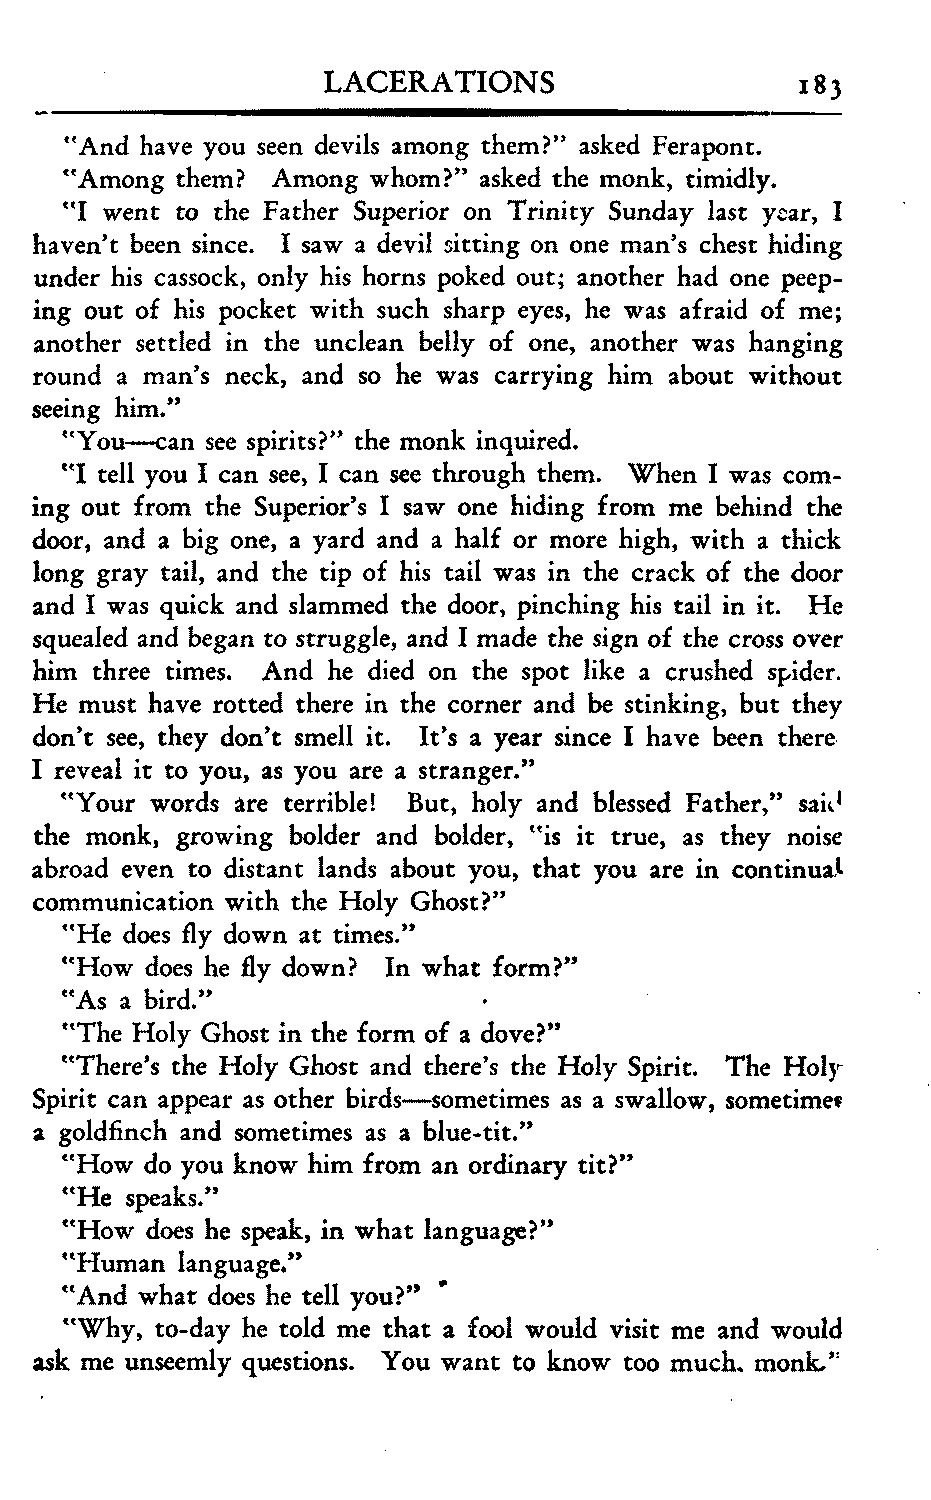 LACERATIONS 183
"And have you seen devils among them?" asked Ferapont.
"Among them? Among whom?" asked the monk, timidly.
"I went to the Father Superior on Trinity Sunday last year, I
haven't been since. I saw a devil sitting on one man's chest hiding
under his cassock, only his horns poked out; another had one peep-
ing out of his pocket with such sharp eyes, he was afraid of me;
another settled in the unclean belly of one, another was hanging
round a man's neck, and so he was carrying him about without
seeing him."
"You—can see spirits?" the monk inquired.
"I tell you I can see, I can see through them. When I was com-
ing out from the Superior's I saw one hiding from me behind the
door, and a big one, a yard and a half or more high, with a thick
long gray tail, and the tip of his tail was in the crack of the door
and I was quick and slammed the door, pinching his tail in it. He
squealed and began to struggle, and I made the sign of the cross over
him three times. And he died on the spot like a crushed spider.
He must have rotted there in the corner and be stinking, but they
don't see, they don't smell it. It's a year since I have been there
I reveal it to you, as you are a stranger."
"Your words are terrible! But, holy and blessed Father," said
the monk, growing bolder and bolder, "is it true, as they noise
abroad even to distant lands about you, that you are in continual
communication with the Holy Ghost?"
"He does fly down at times."
"How does he fly down? In what form?"
"As a bird."
"The Holy Ghost in the form of a dove?"
"There's the Holy Ghost and there's the Holy Spirit. The Holy
Spirit can appear as other birds—sometimes as a swallow, sometimes
a goldfinch and sometimes as a blue-tit."
"How do you know him from an ordinary tit?"
"He speaks."
"How does he speak, in what language?"
"Human language."
"And what does he tell you?"
"Why, to-day he told me that a fool would visit me and would
ask me unseemly questions. You want to know too much, monk."